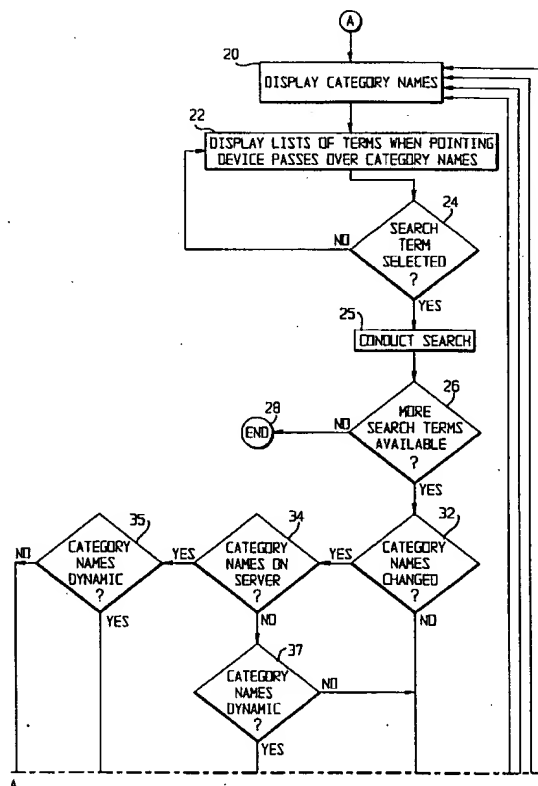 A
20
DISPLAY CATEGORY NAMES
22
DISPLAY LISTS OF TERMS WHEN POINTING
DEVICE PASSES OVER CATEGORY NAMES
24
NO
SEARCH
TERM
SELECTED
?
YES
25
CONDUCT SEARCH
26
28
END
NO
MORE
SEARCH TERMS
AVAILABLE
?
YES
35
34
32
NO
CATEGORY
NAMES
DYNAMIC
?
YES
YES
CATEGORY
NAMES ON
SERVER
?
NO
YES
CATEGORY
NAMES
CHANGED
?
NO
37
CATEGORY
NAMES
DYNAMIC
?
NO
YES
A